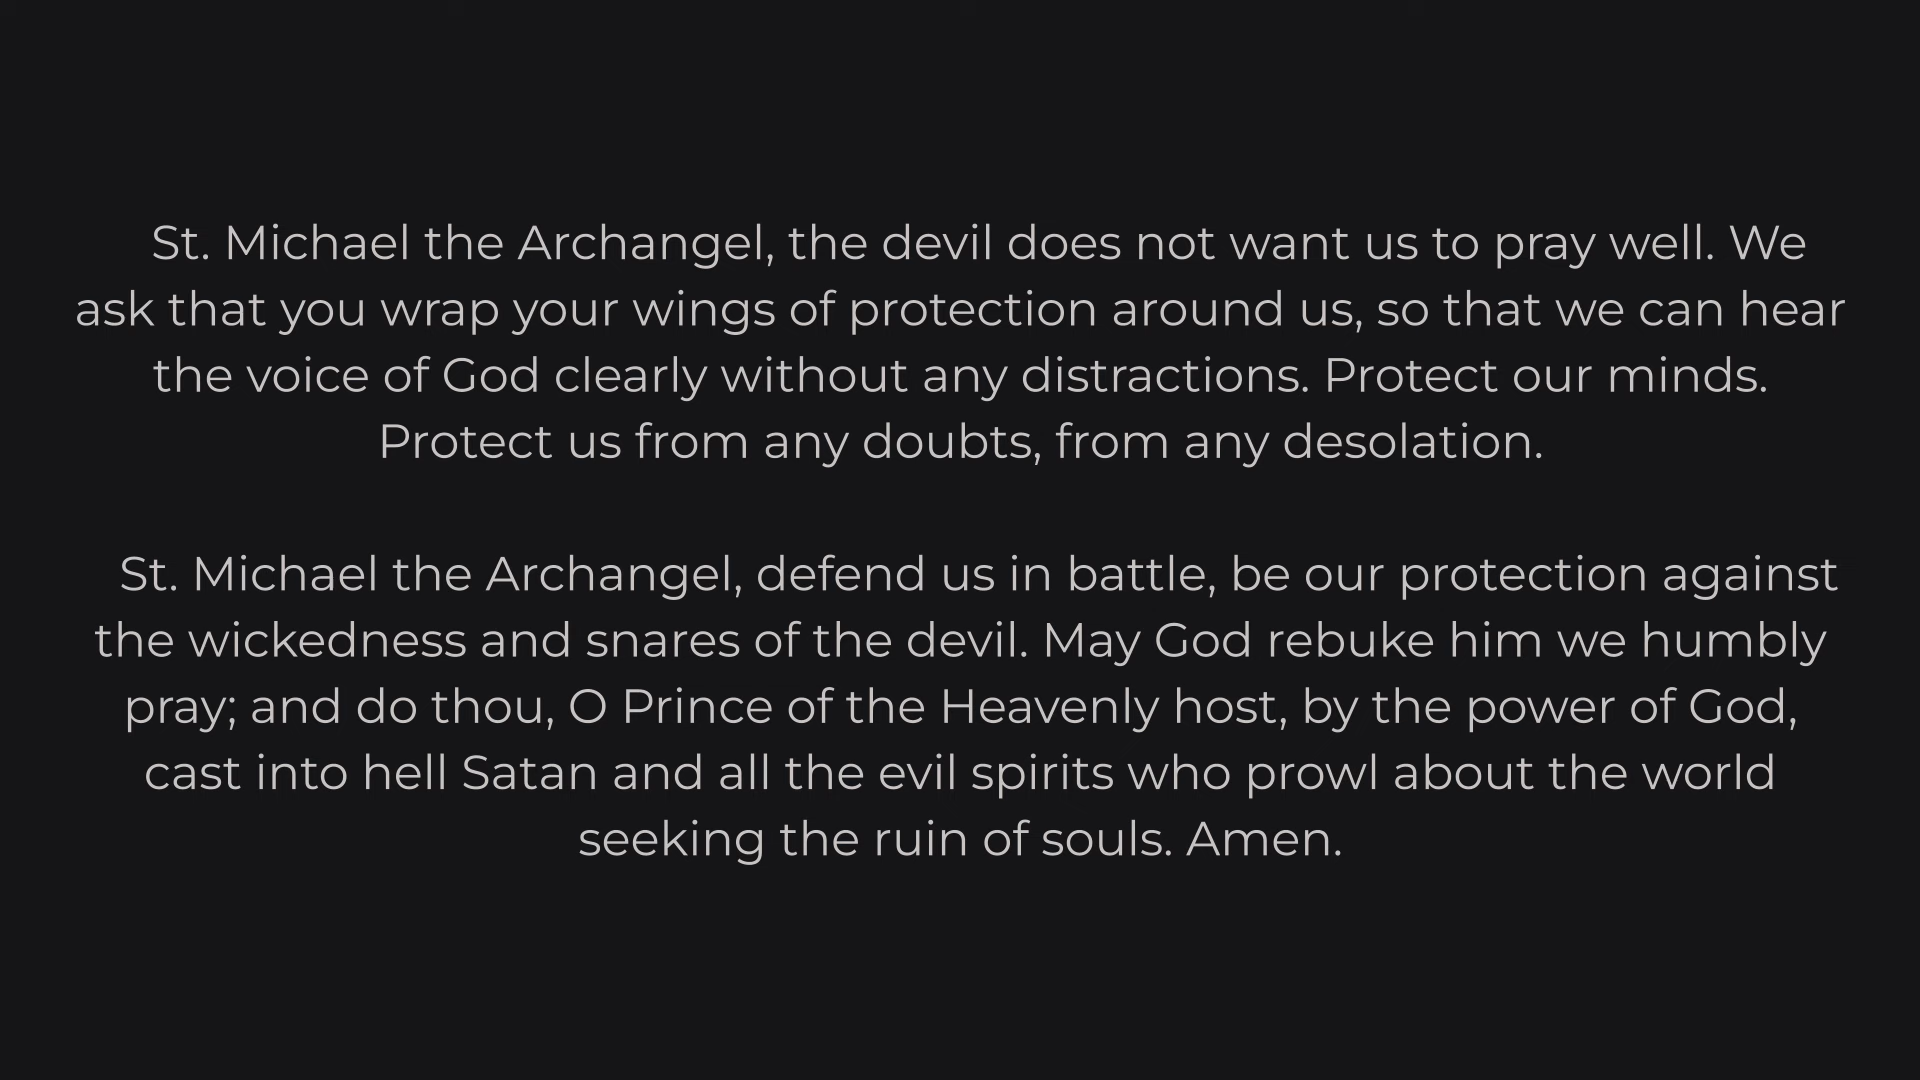 St. Michael the Archangel, the devil does not want us to pray well. We
ask that you wrap your wings of protection around us, so that we can hear
the voice of God clearly without any distractions. Protect our minds.
Protect us from any doubts, from any desolation.
St. Michael the Archangel, defend us in battle, be our protection against
the wickedness and snares of the devil. May God rebuke him we humbly
pray; and do thou, O Prince of the Heavenly host, by the power of God,
cast into hell Satan and all the evil spirits who prowl about the world
seeking the ruin of souls. Amen.